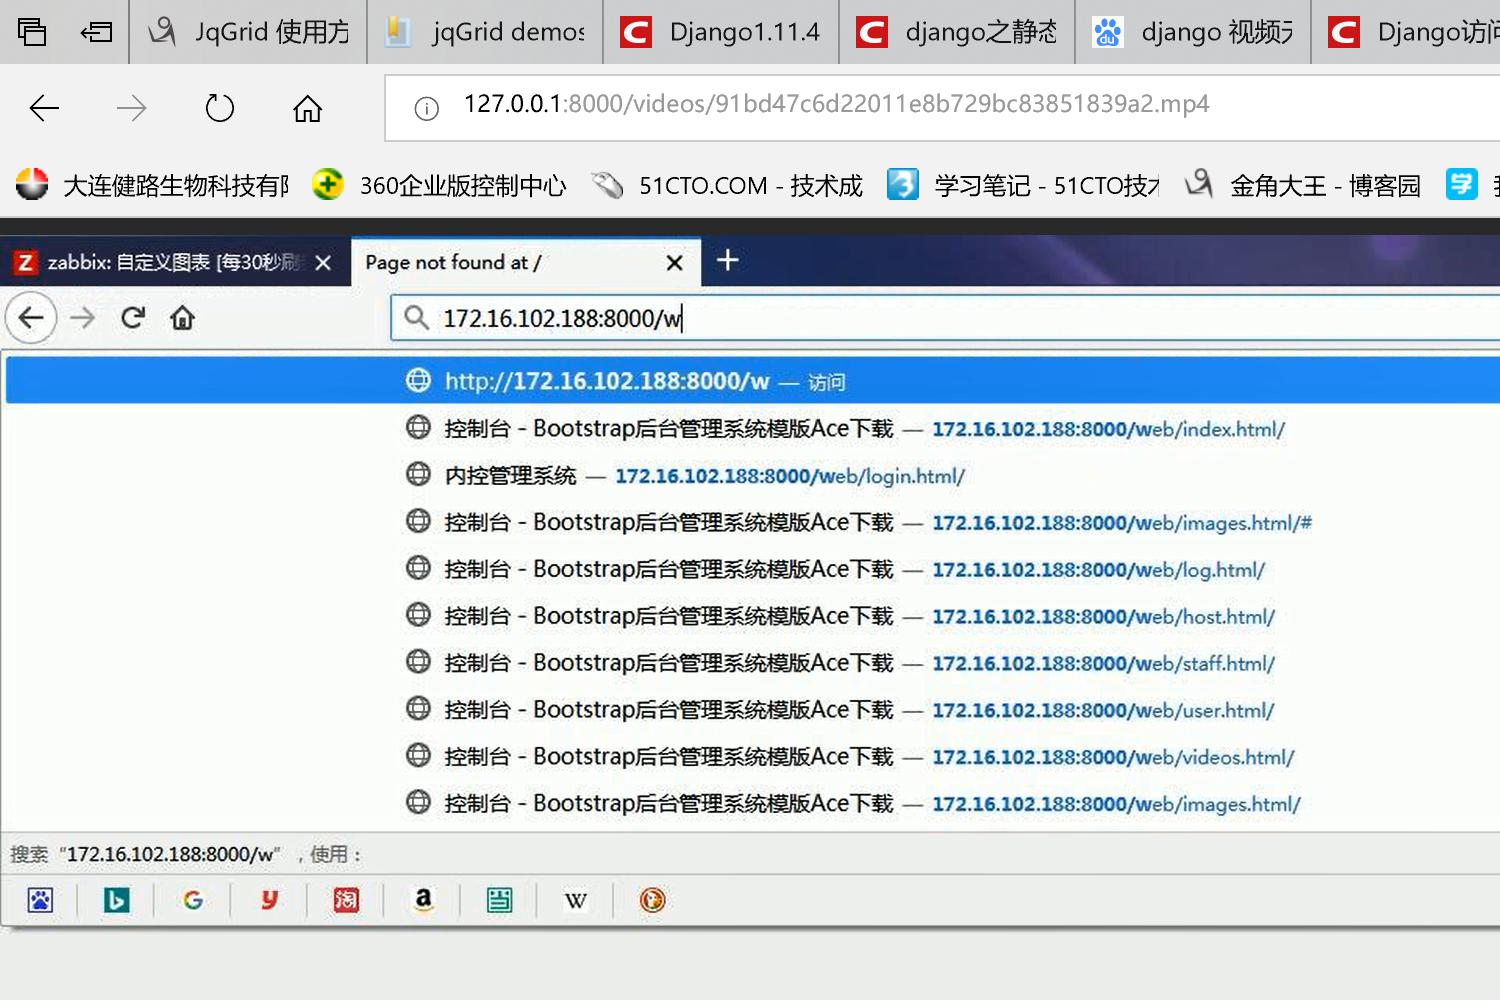 JqGrid 使用方
jqGrid demos
Django1.11.4
django之静态
django 视频无
Django访问
127.0.0.1:8000/videos/91bd47c6d22011e8b729bc83851839a2.mp4
大连健路生物科技有限
360企业版控制中心
51CTO.COM - 技术成
学习笔记 - 51CTO技术
金角大王 - 博客园
zabbix: 自定义图表 [每30秒刷
Page not found at /
172.16.102.188:8000/w
http://172.16.102.188:8000/w — 访问
控制台 - Bootstrap后台管理系统模版Ace下载 — 172.16.102.188:8000/web/index.html/
内控管理系统 — 172.16.102.188:8000/web/login.html/
控制台 - Bootstrap后台管理系统模版Ace下载 — 172.16.102.188:8000/web/images.html/#
控制台 - Bootstrap后台管理系统模版Ace下载 — 172.16.102.188:8000/web/log.html/
控制台 - Bootstrap后台管理系统模版Ace下载 — 172.16.102.188:8000/web/host.html/
控制台 - Bootstrap后台管理系统模版Ace下载 — 172.16.102.188:8000/web/staff.html/
控制台 - Bootstrap后台管理系统模版Ace下载 — 172.16.102.188:8000/web/user.html/
控制台 - Bootstrap后台管理系统模版Ace下载 — 172.16.102.188:8000/web/videos.html/
控制台 - Bootstrap后台管理系统模版Ace下载 — 172.16.102.188:8000/web/images.html/
搜索 “172.16.102.188:8000/w” ，使用：